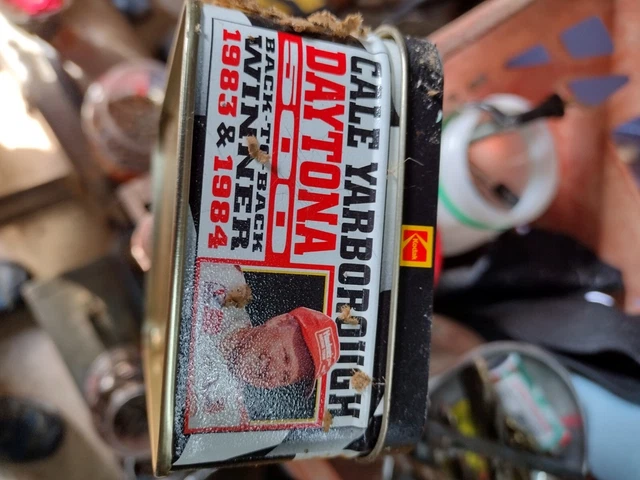 CALE YARBOROUGH
DAYTONA
500
BACK-TO-BACK
WINNER
1983 & 1984
Kodak